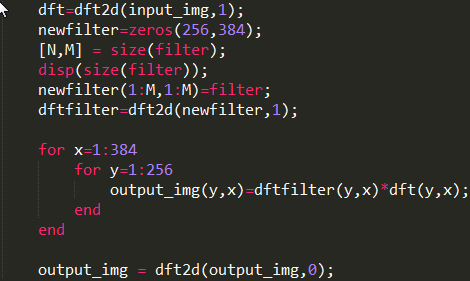 dft=dft2d(input_img,1);
newfilter=zeros(256,384);
[N,M] = size(filter);
disp(size(filter));
newfilter(1:M,1:M)=filter;
dftfilter=dft2d(newfilter,1);
for x=1:384
for y=1:256
output_img(y,x)=dftfilter(y,x)*dft(y,x);
end
end
output_img = dft2d(output_img,0);